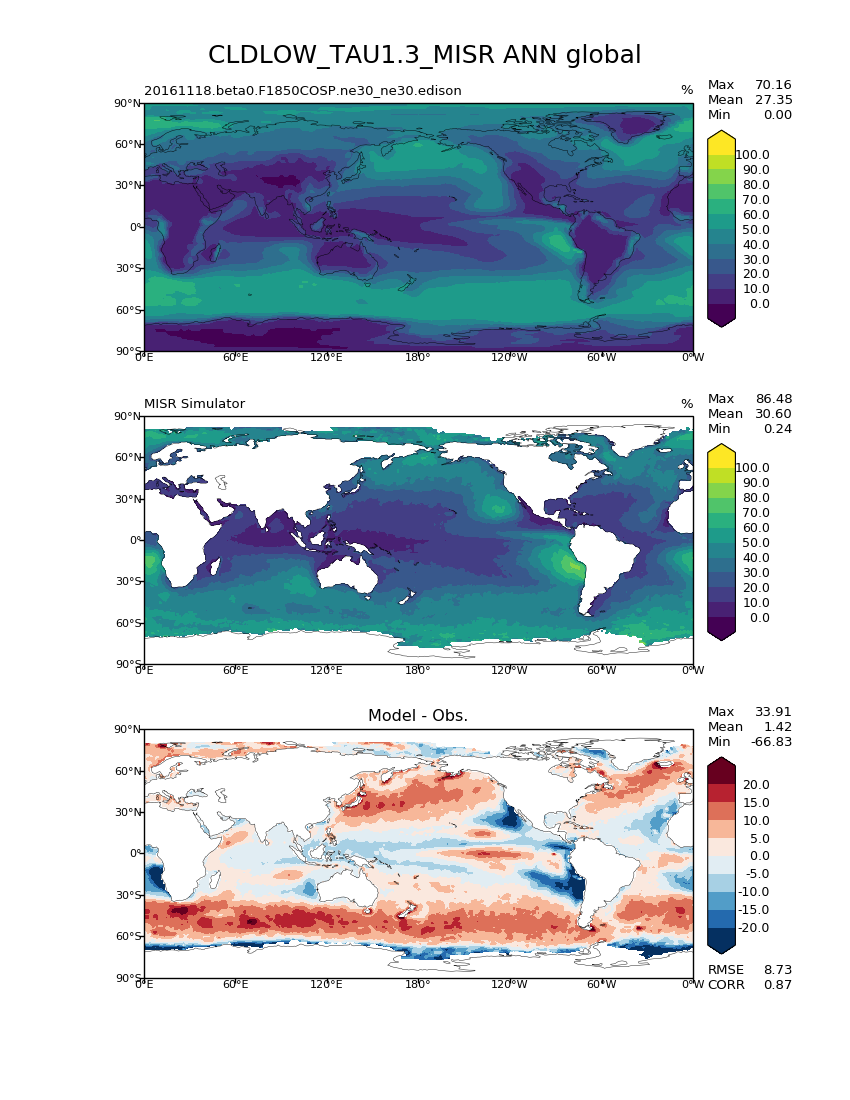 CLDLOW_TAU1.3_MISR ANN global
20161118.beta0.F1850COSP.ne30_ne30.edison
%
Max 70.16
Mean 27.35
Min 0.00
90°N
60°N
30°N
0°
30°S
60°S
90°S
0°E 60°E 120°E 180° 120°W 60°W 0°W
100.0
90.0
80.0
70.0
60.0
50.0
40.0
30.0
20.0
10.0
0.0
MISR Simulator
%
Max 86.48
Mean 30.60
Min 0.24
90°N
60°N
30°N
0°
30°S
60°S
90°S
0°E 60°E 120°E 180° 120°W 60°W 0°W
100.0
90.0
80.0
70.0
60.0
50.0
40.0
30.0
20.0
10.0
0.0
Model - Obs.
Max 33.91
Mean 1.42
Min -66.83
90°N
60°N
30°N
0°
30°S
60°S
90°S
0°E 60°E 120°E 180° 120°W 60°W 0°W
20.0
15.0
10.0
5.0
0.0
-5.0
-10.0
-15.0
-20.0
RMSE 8.73
CORR 0.87